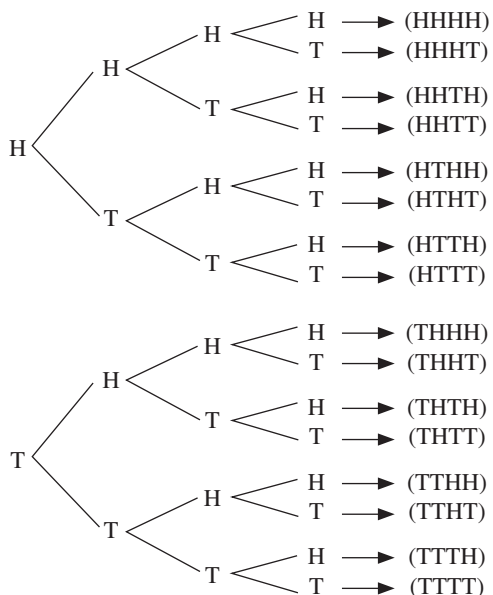 H (HHHH)
H
T (HHHT)
H
H (HHTH)
T
T (HHTT)
H
H (HTHH)
H
T (HTHT)
T
H (HTTH)
T
T (HTTT)
H (THHH)
H
T (THHT)
H
H (THTH)
T
T (THTT)
T
H (TTHH)
H
T (TTHT)
T
H (TTTH)
T
T (TTTT)